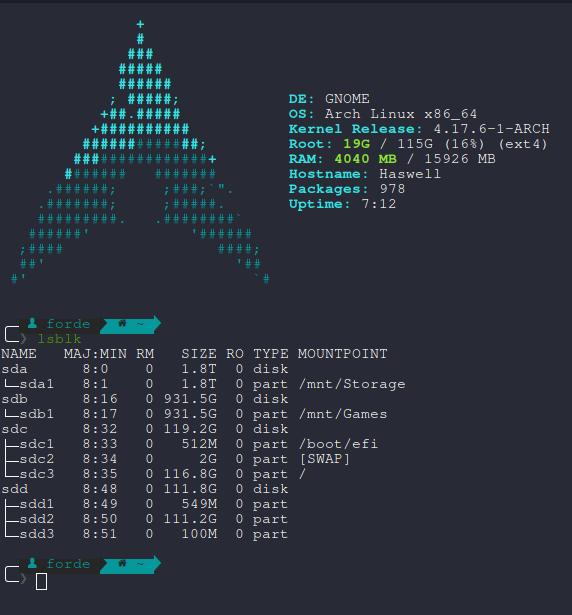 DE: GNOME
OS: Arch Linux x86_64
Kernel Release: 4.17.6-1-ARCH
Root: 19G / 115G (16%) (ext4)
RAM: 4040 MB / 15926 MB
Hostname: Haswell
Packages: 978
Uptime: 7:12
forde ~
❯ lsblk
NAME   MAJ:MIN RM   SIZE RO TYPE MOUNTPOINT
sda      8:0    0   1.8T  0 disk
└─sda1   8:1    0   1.8T  0 part /mnt/Storage
sdb      8:16   0 931.5G  0 disk
└─sdb1   8:17   0 931.5G  0 part /mnt/Games
sdc      8:32   0 119.2G  0 disk
├─sdc1   8:33   0   512M  0 part /boot/efi
├─sdc2   8:34   0     2G  0 part [SWAP]
└─sdc3   8:35   0 116.8G  0 part /
sdd      8:48   0 111.8G  0 disk
├─sdd1   8:49   0   549M  0 part
├─sdd2   8:50   0 111.2G  0 part
└─sdd3   8:51   0   100M  0 part
forde ~
❯